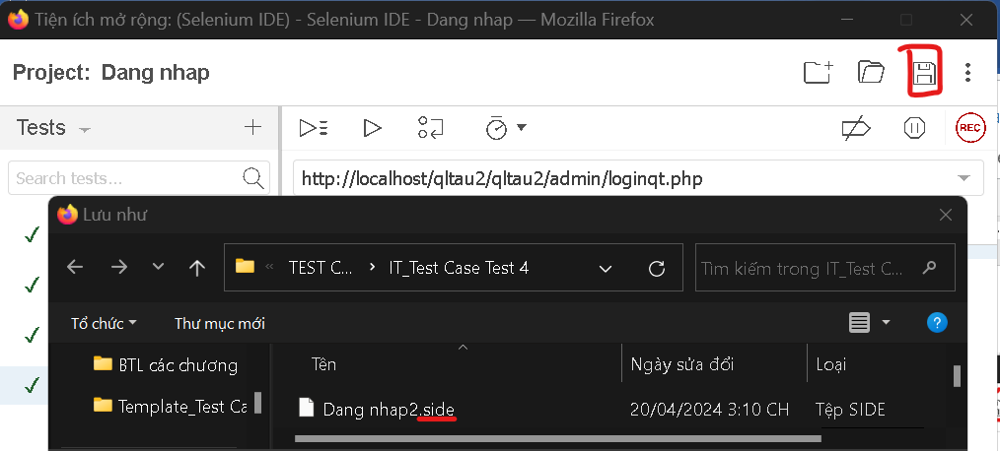 Tiện ích mở rộng: (Selenium IDE) - Selenium IDE - Dang nhap — Mozilla Firefox
Project: Dang nhap
Tests
REC
Search tests...
http://localhost/qltau2/qltau2/admin/loginqt.php
Lưu như
« TEST C... > IT_Test Case Test 4
Tìm kiếm trong IT_Test C...
Tổ chức
Thư mục mới
?
BTL các chương
Template_Test Ca
Tên
Ngày sửa đổi
Loại
Dang nhap2.side
20/04/2024 3:10 CH
Tệp SIDE